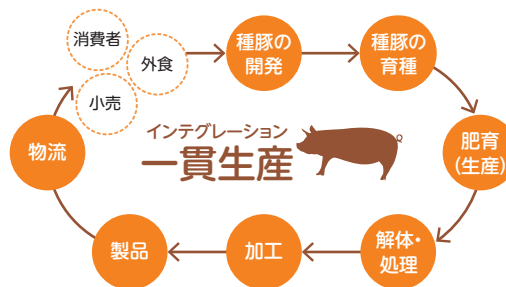 消費者
外食
小売
種豚の
開発
種豚の
育種
肥育
(生産)
解体・
処理
加工
製品
物流
インテグレーション
一貫生産